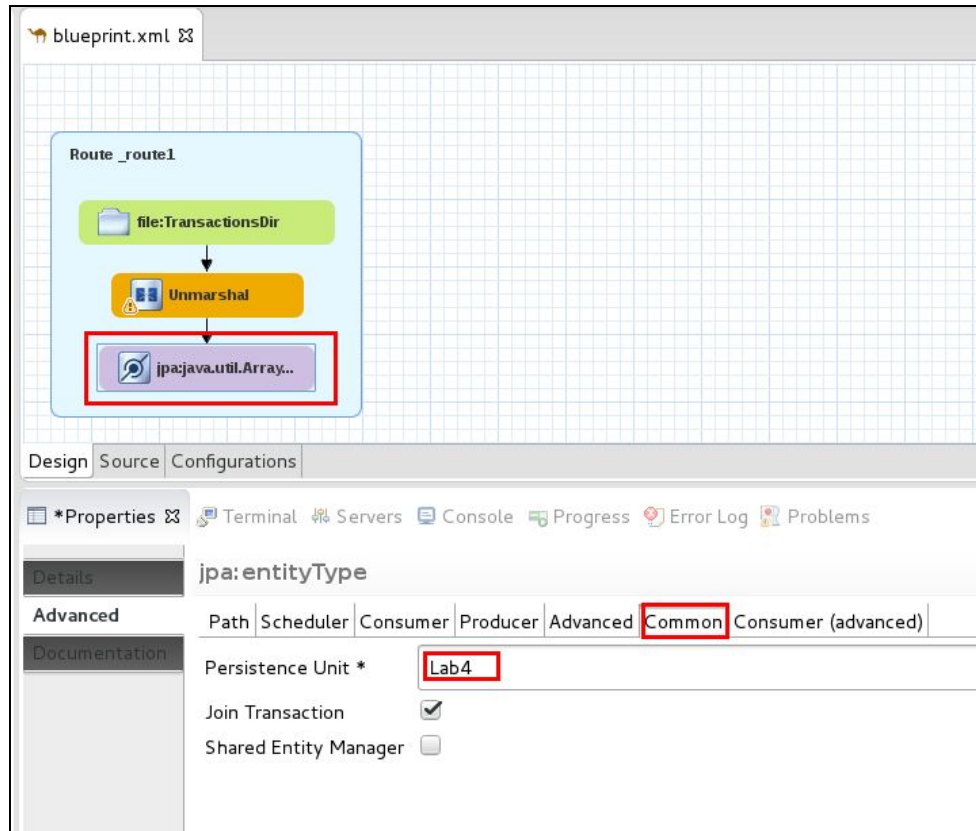 blueprint.xml
Route _route1
file:TransactionsDir
Unmarshal
jpa:java.util.Array...
Design Source Configurations
*Properties Terminal Servers Console Progress Error Log Problems
Details
jpa:entityType
Advanced
Path Scheduler Consumer Producer Advanced Common Consumer (advanced)
Documentation
Persistence Unit * Lab4
Join Transaction
Shared Entity Manager